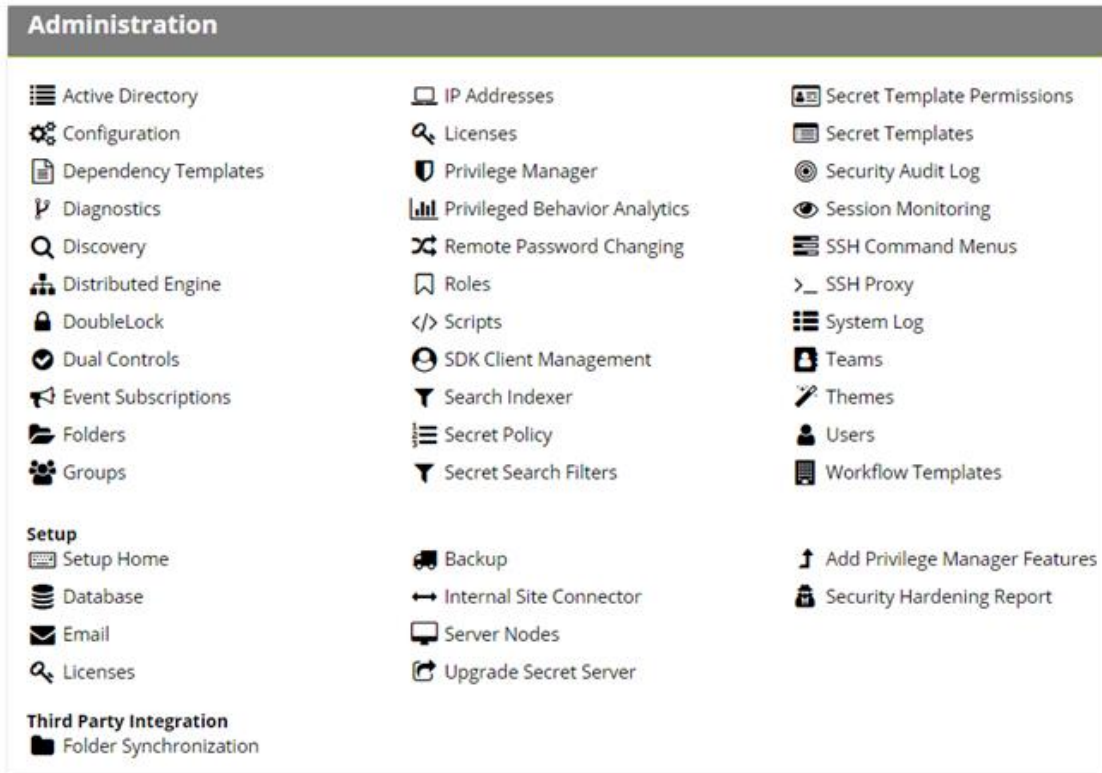 Administration
Active Directory
Configuration
Dependency Templates
Diagnostics
Discovery
Distributed Engine
DoubleLock
Dual Controls
Event Subscriptions
Folders
Groups
IP Addresses
Licenses
Privilege Manager
Privileged Behavior Analytics
Remote Password Changing
Roles
Scripts
SDK Client Management
Search Indexer
Secret Policy
Secret Search Filters
Secret Template Permissions
Secret Templates
Security Audit Log
Session Monitoring
SSH Command Menus
SSH Proxy
System Log
Teams
Themes
Users
Workflow Templates
Setup
Setup Home
Database
Email
Licenses
Backup
Internal Site Connector
Server Nodes
Upgrade Secret Server
Add Privilege Manager Features
Security Hardening Report
Third Party Integration
Folder Synchronization